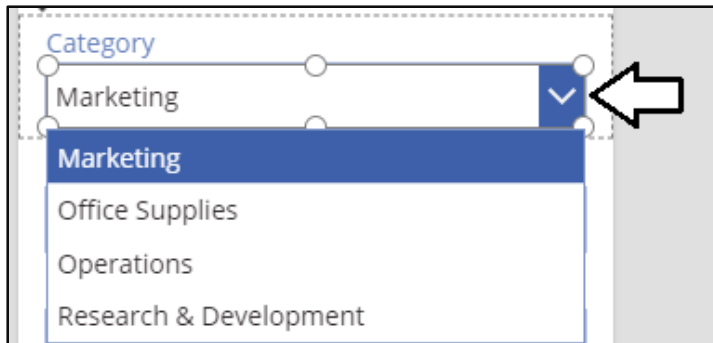 Category
Marketing
Marketing
Office Supplies
Operations
Research & Development